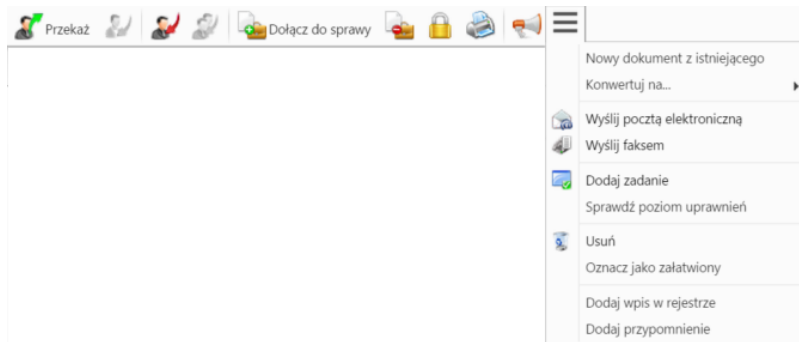 Przekaż
Dołącz do sprawy
Nowy dokument z istniejącego
Konwertuj na...
Wyślij pocztą elektroniczną
Wyślij faksem
Dodaj zadanie
Sprawdź poziom uprawnień
Usuń
Oznacz jako załatwiony
Dodaj wpis w rejestrze
Dodaj przypomnienie